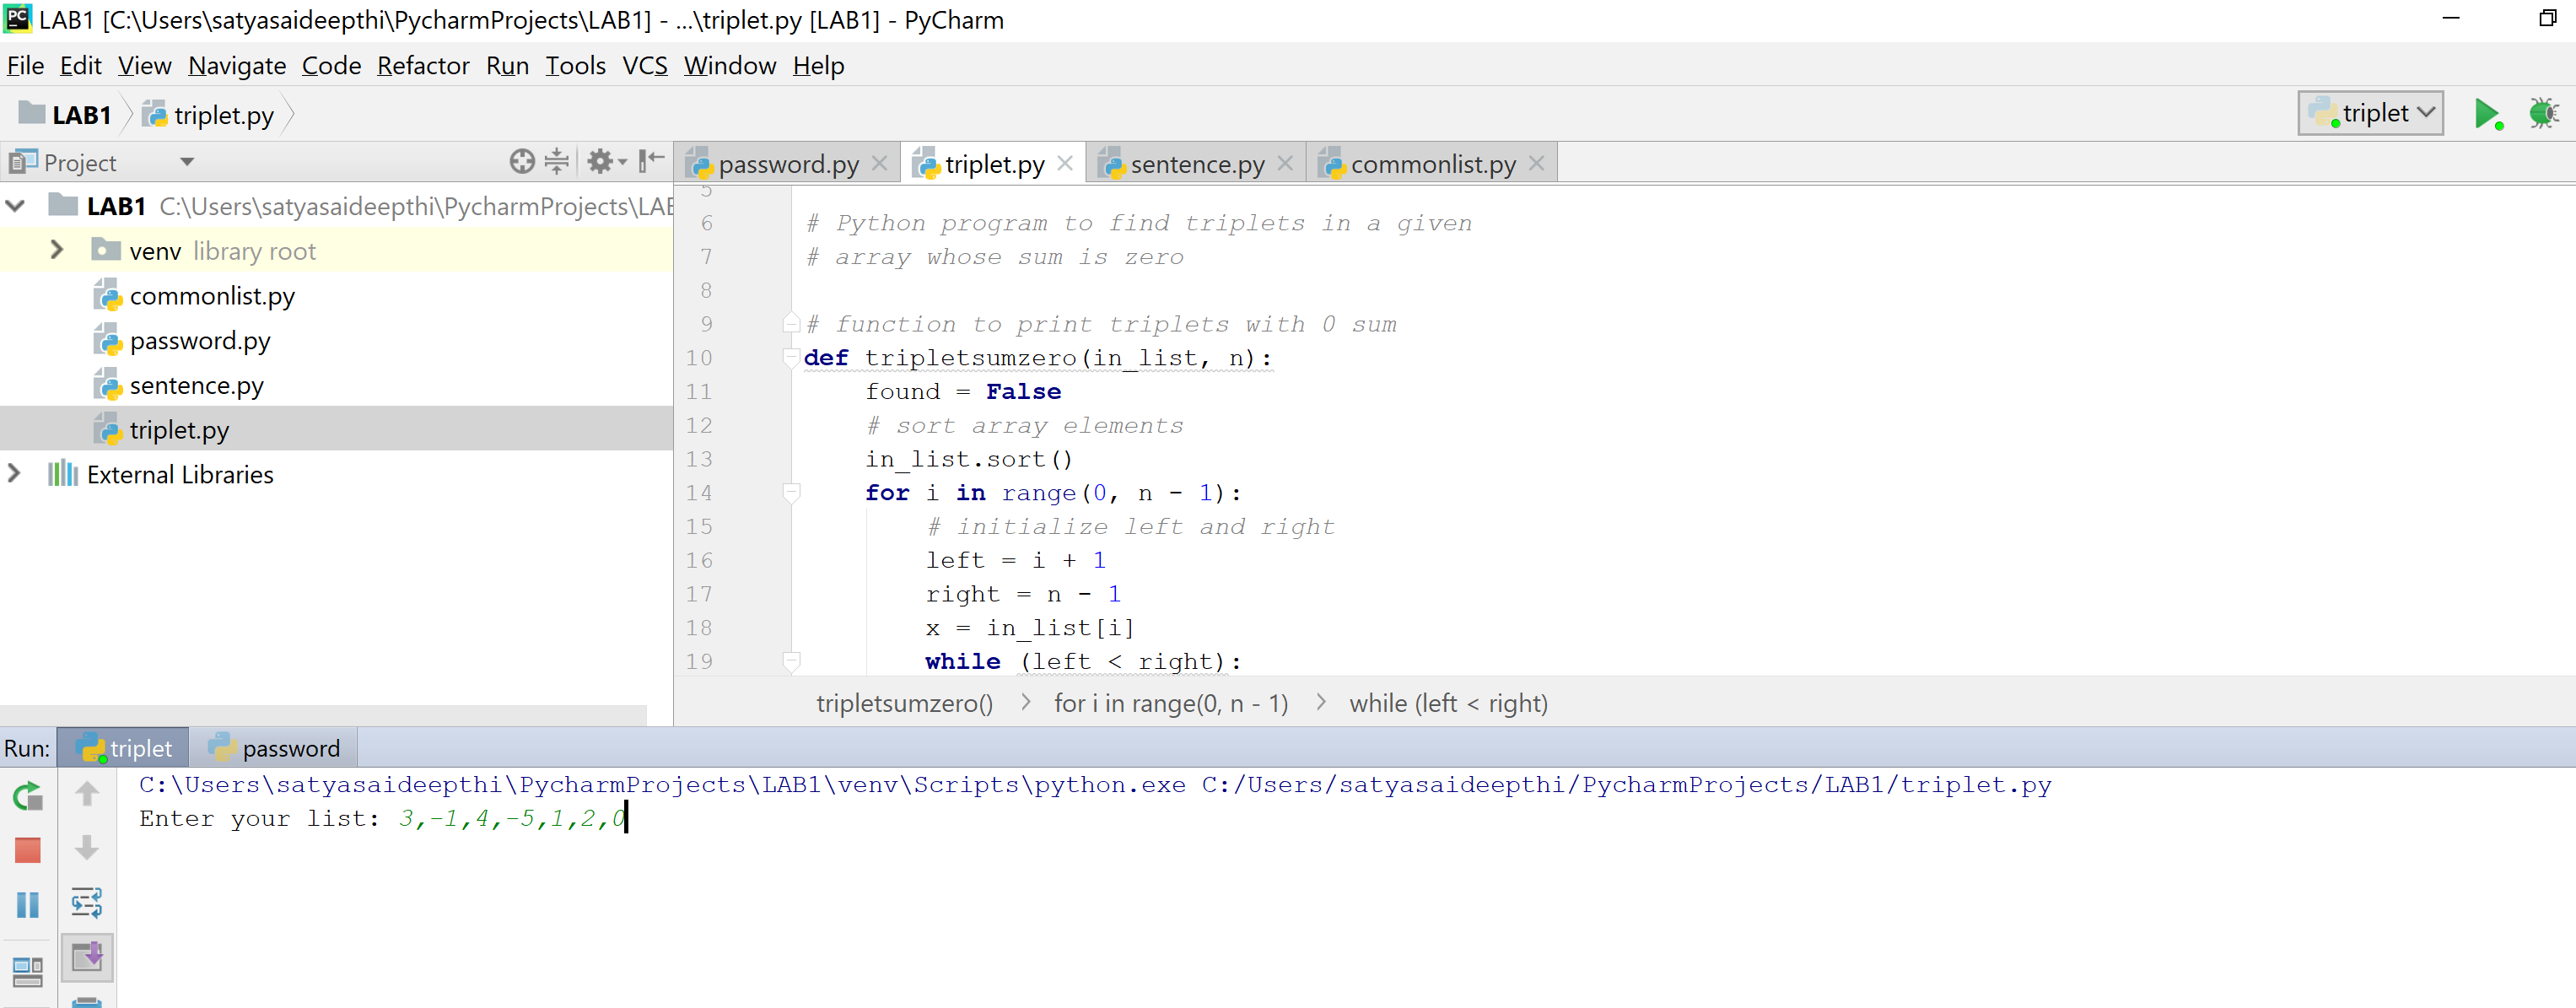 PC LAB1 [C:\Users\satyasaideepthi\PycharmProjects\LAB1] - ...\triplet.py [LAB1] - PyCharm
File Edit View Navigate Code Refactor Run Tools VCS Window Help
LAB1 triplet.py triplet
Project
password.py triplet.py sentence.py commonlist.py
LAB1 C:\Users\satyasaideepthi\PycharmProjects\LAB
venv library root
commonlist.py
password.py
sentence.py
triplet.py
External Libraries
5
6 # Python program to find triplets in a given
7 # array whose sum is zero
8
9 # function to print triplets with 0 sum
10 def tripletsumzero(in_list, n):
11 found = False
12 # sort array elements
13 in_list.sort()
14 for i in range(0, n - 1):
15 # initialize left and right
16 left = i + 1
17 right = n - 1
18 x = in_list[i]
19 while (left < right):
tripletsumzero() for i in range(0, n - 1) while (left < right)
Run: triplet password
C:\Users\satyasaideepthi\PycharmProjects\LAB1\venv\Scripts\python.exe C:/Users/satyasaideepthi/PycharmProjects/LAB1/triplet.py
Enter your list: 3,-1,4,-5,1,2,0